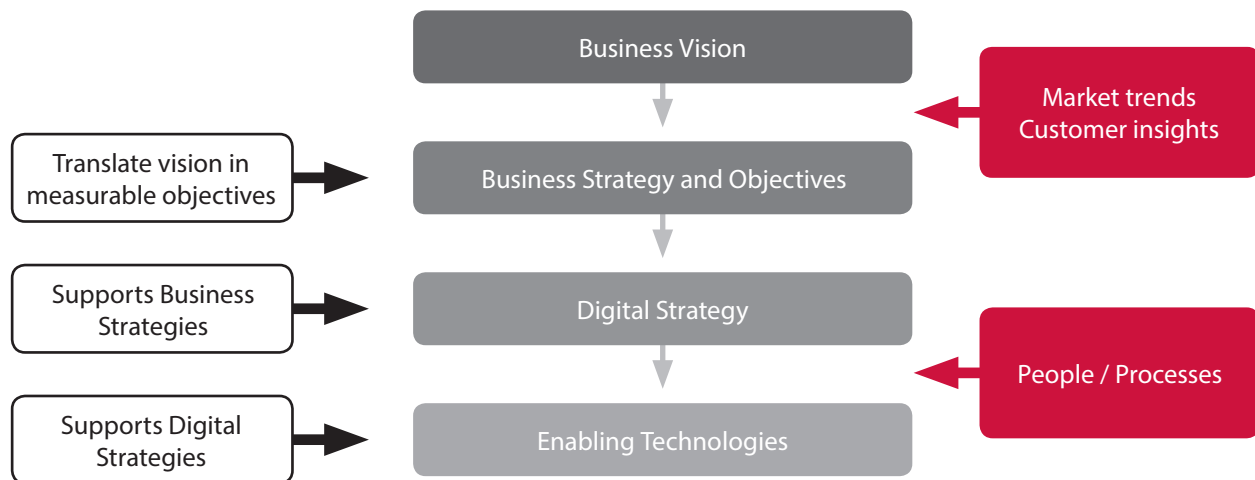 Business Vision
Market trends
Customer insights
Translate vision in
measurable objectives
Business Strategy and Objectives
Supports Business
Strategies
Digital Strategy
People / Processes
Supports Digital
Strategies
Enabling Technologies